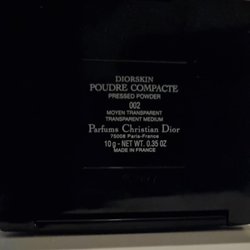 DIORSKIN
POUDRE COMPACTE
PRESSED POWDER
002
MOYEN TRANSPARENT
TRANSPARENT MEDIUM
Parfums Christian Dior
75008 Paris-France
10 g - NET WT. 0.35 OZ
MADE IN FRANCE